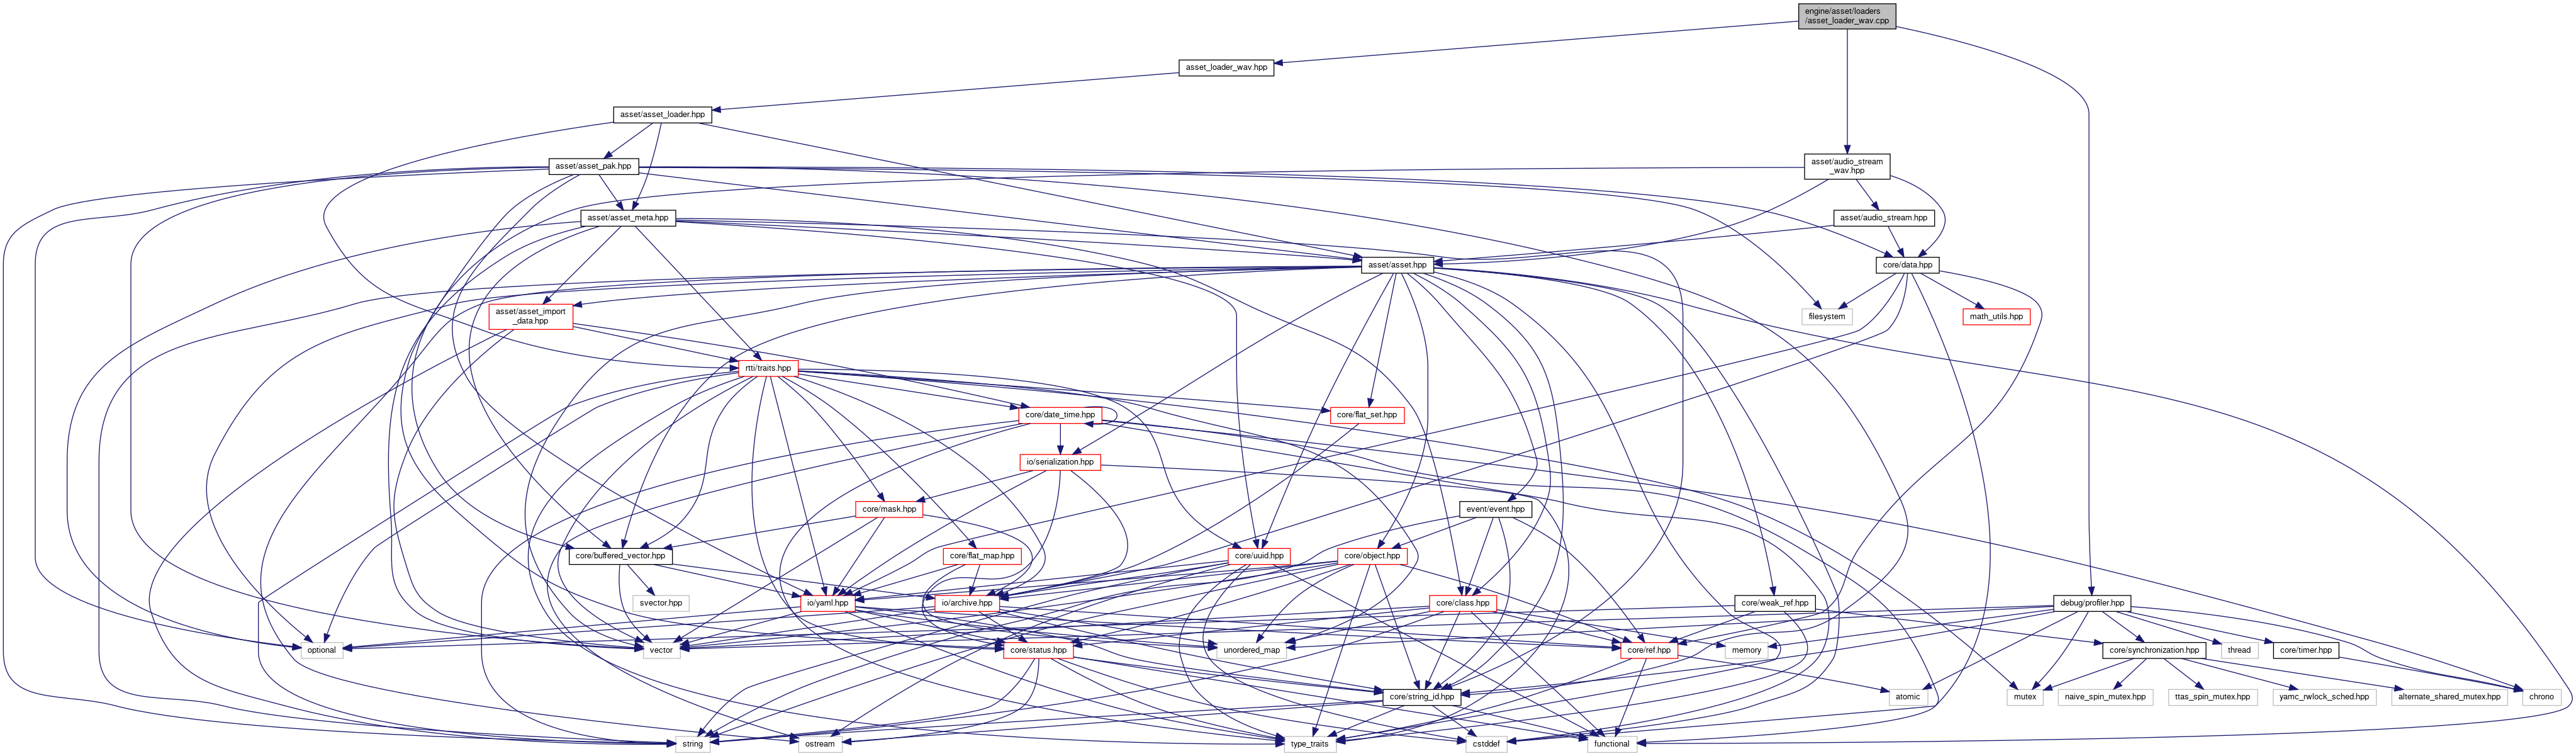 engine/asset/loaders
/asset_loader_wav.cpp
asset_loader_wav.hpp
asset/asset_loader.hpp
asset/asset_pak.hpp
asset/audio_stream
_wav.hpp
asset/asset_meta.hpp
asset/audio_stream.hpp
asset/asset.hpp
core/data.hpp
asset/asset_import
_data.hpp
filesystem
math_utils.hpp
rtti/traits.hpp
core/date_time.hpp
core/flat_set.hpp
io/serialization.hpp
core/mask.hpp
event/event.hpp
core/buffered_vector.hpp
core/flat_map.hpp
core/uuid.hpp
core/object.hpp
svector.hpp
io/yaml.hpp
io/archive.hpp
core/class.hpp
core/weak_ref.hpp
debug/profiler.hpp
optional
vector
core/status.hpp
unordered_map
core/ref.hpp
memory
core/synchronization.hpp
thread
core/timer.hpp
core/string_id.hpp
atomic
mutex
naive_spin_mutex.hpp
ttas_spin_mutex.hpp
yamc_rwlock_sched.hpp
alternate_shared_mutex.hpp
chrono
string
ostream
type_traits
cstddef
functional